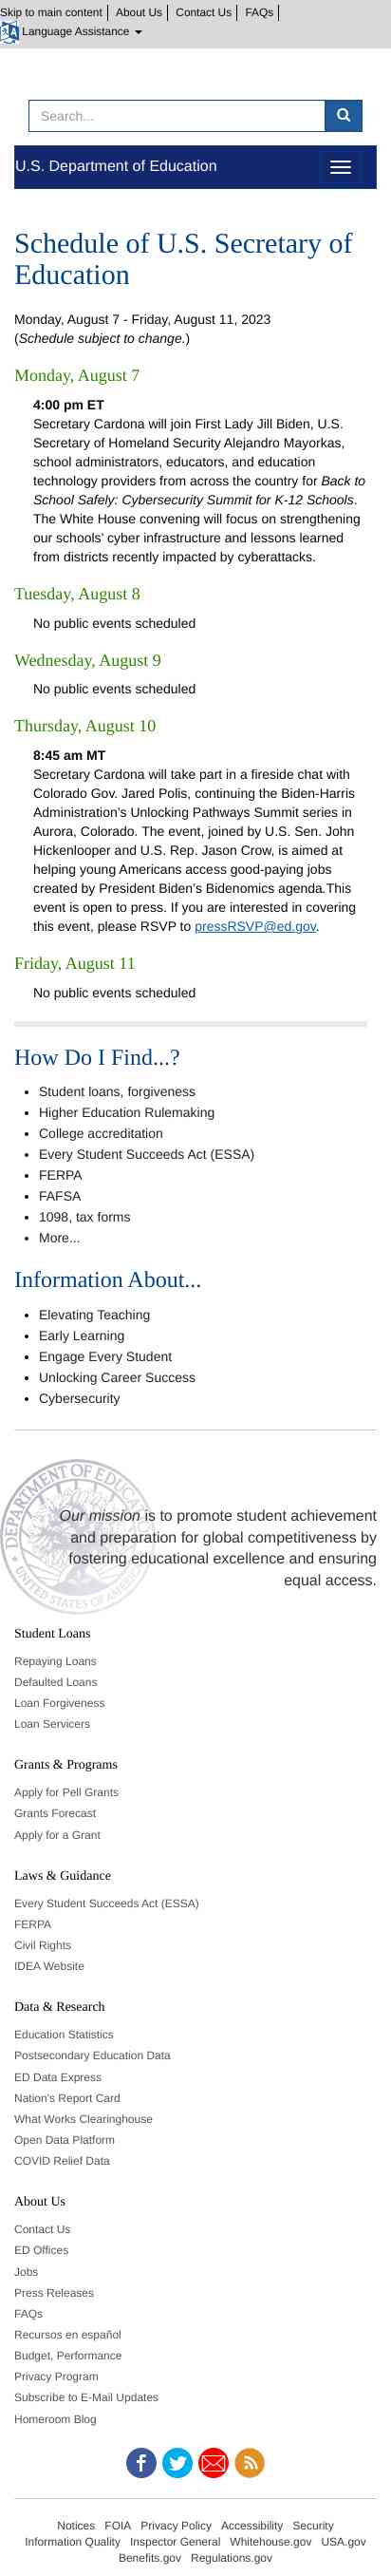 Skip to main content | About Us | Contact Us | FAQs |
Language Assistance
Search...
U.S. Department of Education
Schedule of U.S. Secretary of
Education
Monday, August 7 - Friday, August 11, 2023
(Schedule subject to change.)
Monday, August 7
4:00 pm ET
Secretary Cardona will join First Lady Jill Biden, U.S.
Secretary of Homeland Security Alejandro Mayorkas,
school administrators, educators, and education
technology providers from across the country for Back to
School Safely: Cybersecurity Summit for K-12 Schools.
The White House convening will focus on strengthening
our schools' cyber infrastructure and lessons learned
from districts recently impacted by cyberattacks.
Tuesday, August 8
No public events scheduled
Wednesday, August 9
No public events scheduled
Thursday, August 10
8:45 am MT
Secretary Cardona will take part in a fireside chat with
Colorado Gov. Jared Polis, continuing the Biden-Harris
Administration's Unlocking Pathways Summit series in
Aurora, Colorado. The event, joined by U.S. Sen. John
Hickenlooper and U.S. Rep. Jason Crow, is aimed at
helping young Americans access good-paying jobs
created by President Biden's Bidenomics agenda.This
event is open to press. If you are interested in covering
this event, please RSVP to pressRSVP@ed.gov.
Friday, August 11
No public events scheduled
How Do I Find...?
• Student loans, forgiveness
• Higher Education Rulemaking
• College accreditation
• Every Student Succeeds Act (ESSA)
• FERPA
• FAFSA
• 1098, tax forms
• More...
Information About...
• Elevating Teaching
• Early Learning
• Engage Every Student
• Unlocking Career Success
• Cybersecurity
DEPARTMENT OF EDUCATION
UNITED STATES OF AMERICA
Our mission is to promote student achievement
and preparation for global competitiveness by
fostering educational excellence and ensuring
equal access.
Student Loans
Repaying Loans
Defaulted Loans
Loan Forgiveness
Loan Servicers
Grants & Programs
Apply for Pell Grants
Grants Forecast
Apply for a Grant
Laws & Guidance
Every Student Succeeds Act (ESSA)
FERPA
Civil Rights
IDEA Website
Data & Research
Education Statistics
Postsecondary Education Data
ED Data Express
Nation's Report Card
What Works Clearinghouse
Open Data Platform
COVID Relief Data
About Us
Contact Us
ED Offices
Jobs
Press Releases
FAQs
Recursos en español
Budget, Performance
Privacy Program
Subscribe to E-Mail Updates
Homeroom Blog
Notices FOIA Privacy Policy Accessibility Security
Information Quality Inspector General Whitehouse.gov USA.gov
Benefits.gov Regulations.gov